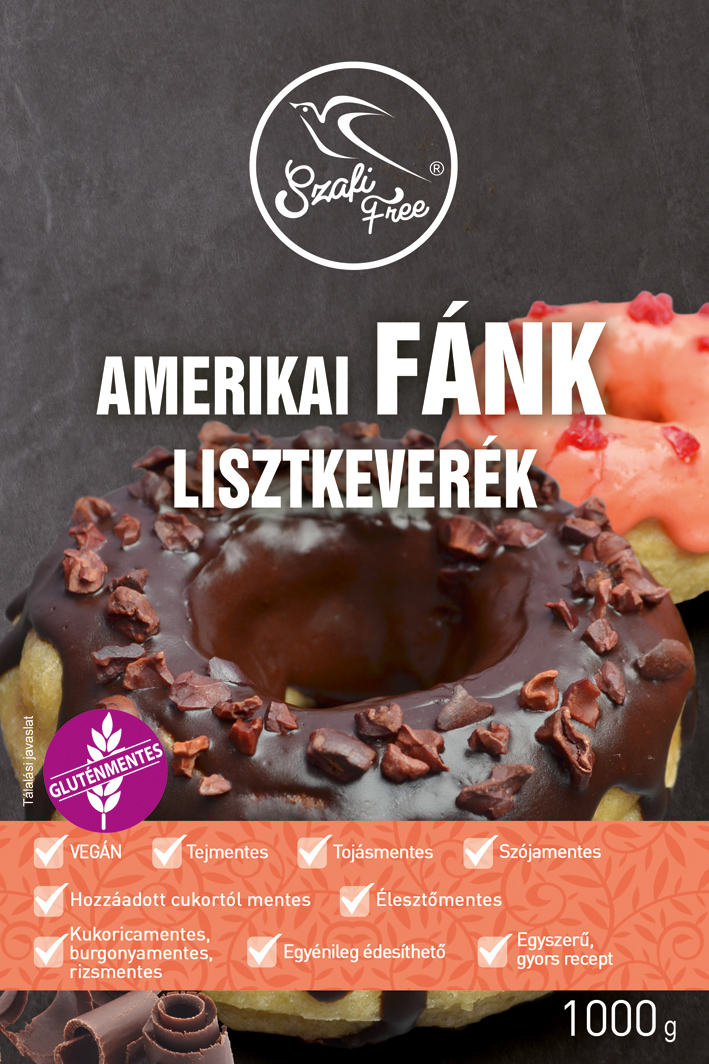 Szafi
Free
®
AMERIKAI FÁNK
LISZTKEVERÉK
Tálalási javaslat
GLUTÉNMENTES
VEGÁN
Tejmentes
Tojásmentes
Szójamentes
Hozzáadott cukortól mentes
Élesztőmentes
Kukoricamentes,
burgonyamentes,
rizsmentes
Egyénileg édesíthető
Egyszerű,
gyors recept
1000 g